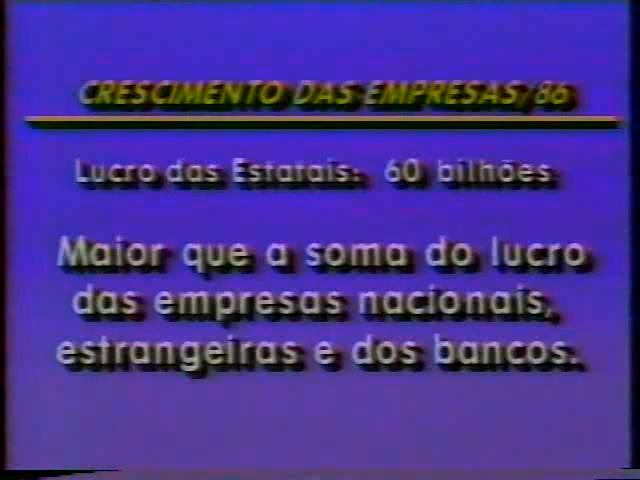 CRESCIMENTO DAS EMPRESAS/86
Lucro das Estatais: 60 bilhões
Maior que a soma do lucro
das empresas nacionais,
estrangeiras e dos bancos.